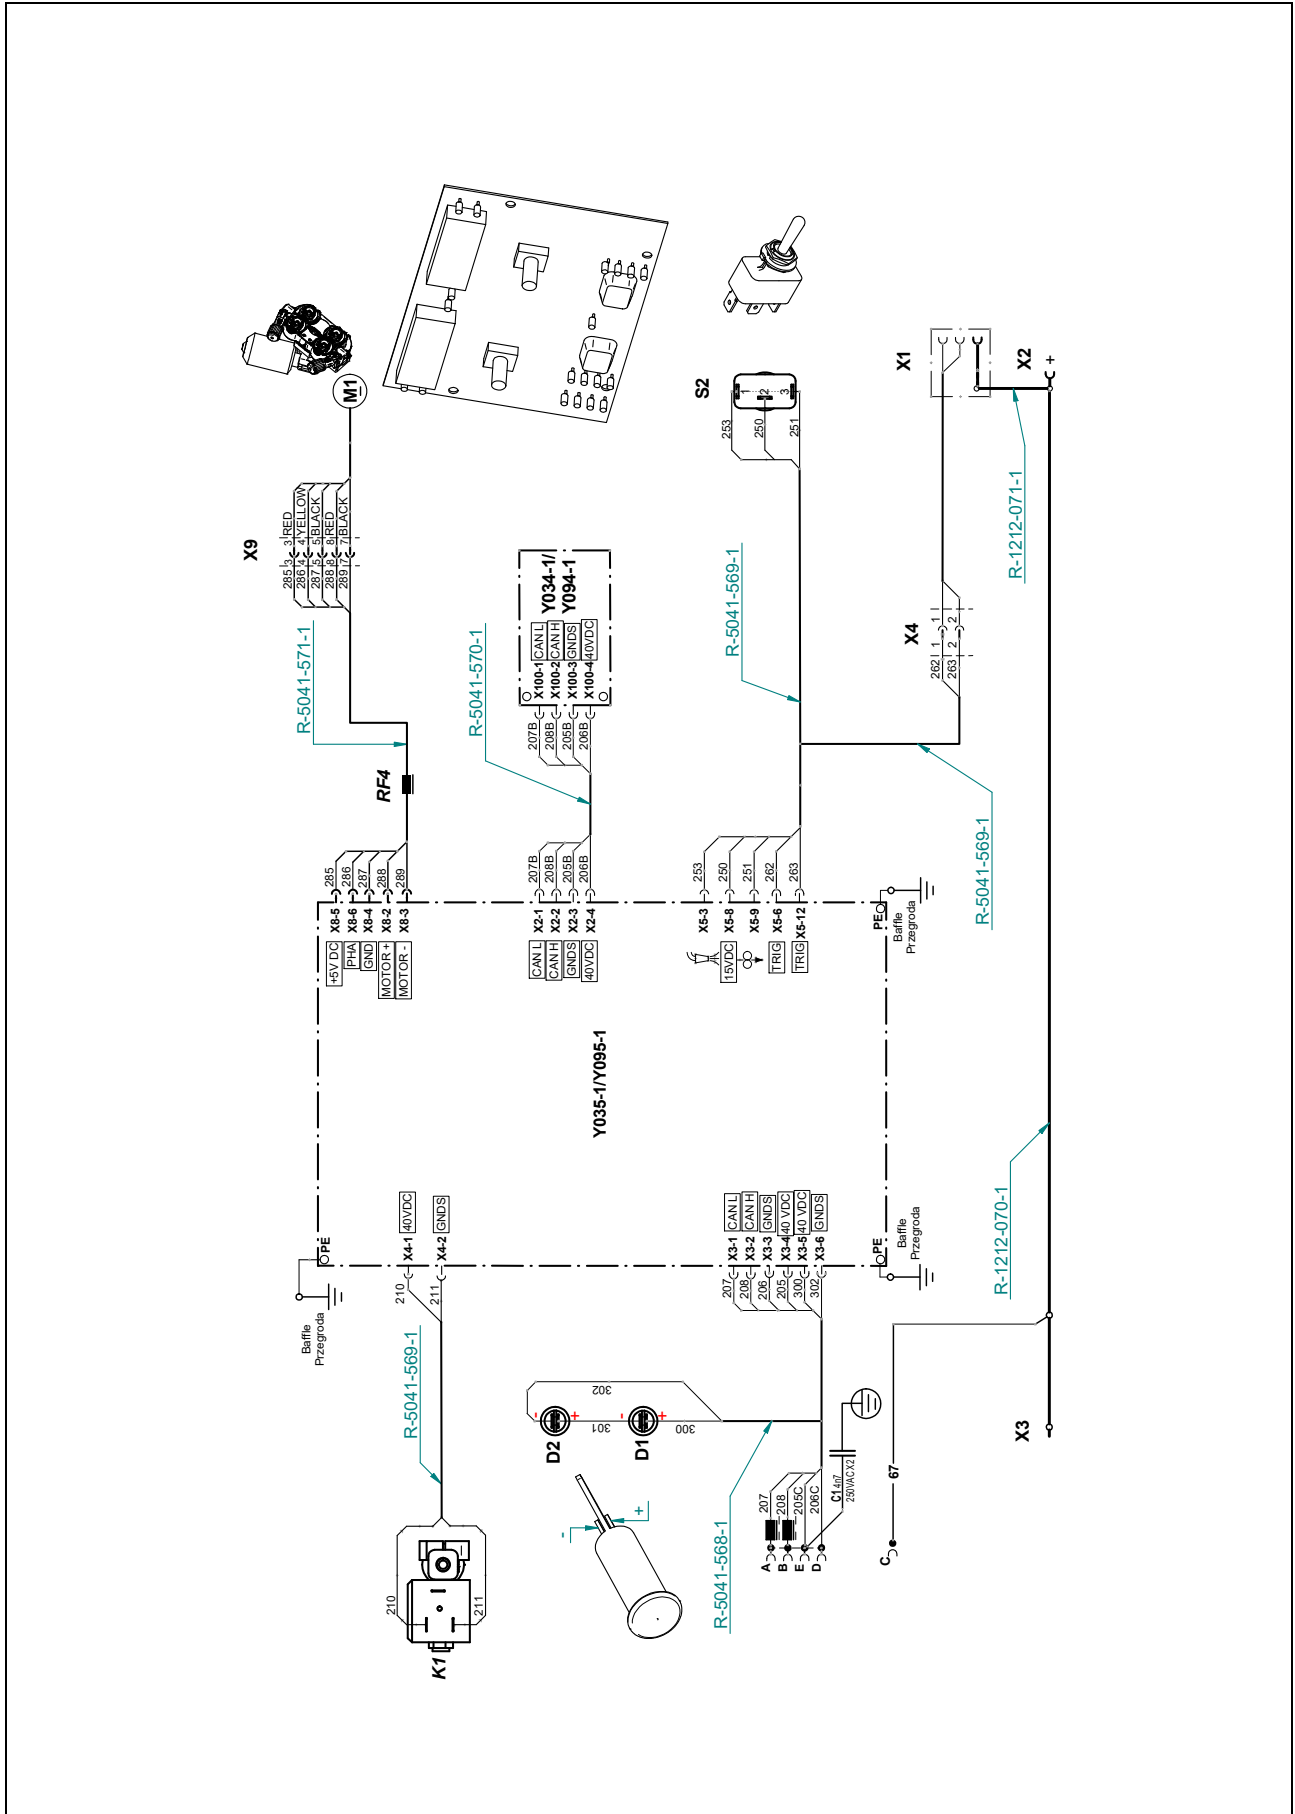 X9
285 3 3 RED
286 4 4 YELLOW
287 5 5 BLACK
288 8 8 RED
289 7 7 BLACK
M1
R-5041-571-1
RF4
285
286
287
288
289
X8-5
X8-6
X8-4
X8-2
X8-3
+5V DC
PHA
GND
MOTOR +
MOTOR -
Y034-1/
Y094-1
X100-1 CAN L
X100-2 CAN H
X100-3 GNDS
X100-4 40VDC
207B
208B
205B
206B
R-5041-570-1
207B
208B
205B
206B
X2-1
X2-2
X2-3
X2-4
CAN L
CAN H
GNDS
40VDC
S2
1
2
3
253
250
251
R-5041-569-1
253
250
251
262
263
X5-3
X5-8
X5-9
X5-6
X5-12
15VDC
TRIG
TRIG
X1
X2
+
R-1212-071-1
X4
262 1 1
263 2 2
R-5041-569-1
PE
Baffle
Przegroda
Y035-1/Y095-1
PE
Baffle
Przegroda
X4-1 40VDC
X4-2 GNDS
210
211
R-5041-569-1
210
211
K1
X3-1 CAN L
X3-2 CAN H
X3-3 GNDS
X3-4 40 VDC
X3-5 40 VDC
X3-6 GNDS
207
208
206
205
300
302
PE
Baffle
Przegroda
302
-
+
301
-
+
300
D2
D1
-
+
R-5041-568-1
207
208
205C
206C
A
B
E
D
C1 4n7
250VAC X2
C
67
R-1212-070-1
X3